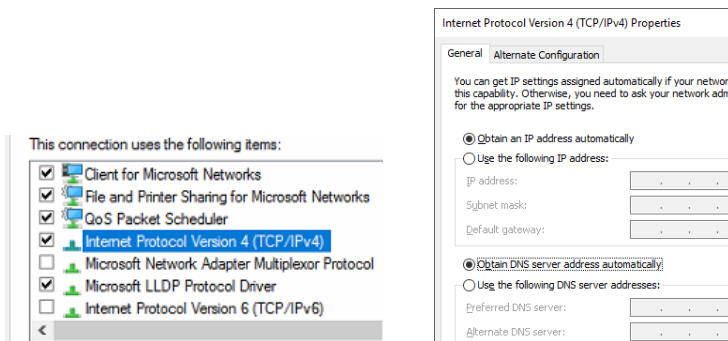 This connection uses the following items:
Client for Microsoft Networks
File and Printer Sharing for Microsoft Networks
QoS Packet Scheduler
Internet Protocol Version 4 (TCP/IPv4)
Microsoft Network Adapter Multiplexor Protocol
Microsoft LLDP Protocol Driver
Internet Protocol Version 6 (TCP/IPv6)
Internet Protocol Version 4 (TCP/IPv4) Properties
General Alternate Configuration
You can get IP settings assigned automatically if your networ
this capability. Otherwise, you need to ask your network adm
for the appropriate IP settings.
Obtain an IP address automatically
Use the following IP address:
IP address:
Subnet mask:
Default gateway:
Obtain DNS server address automatically
Use the following DNS server addresses:
Preferred DNS server:
Alternate DNS server: